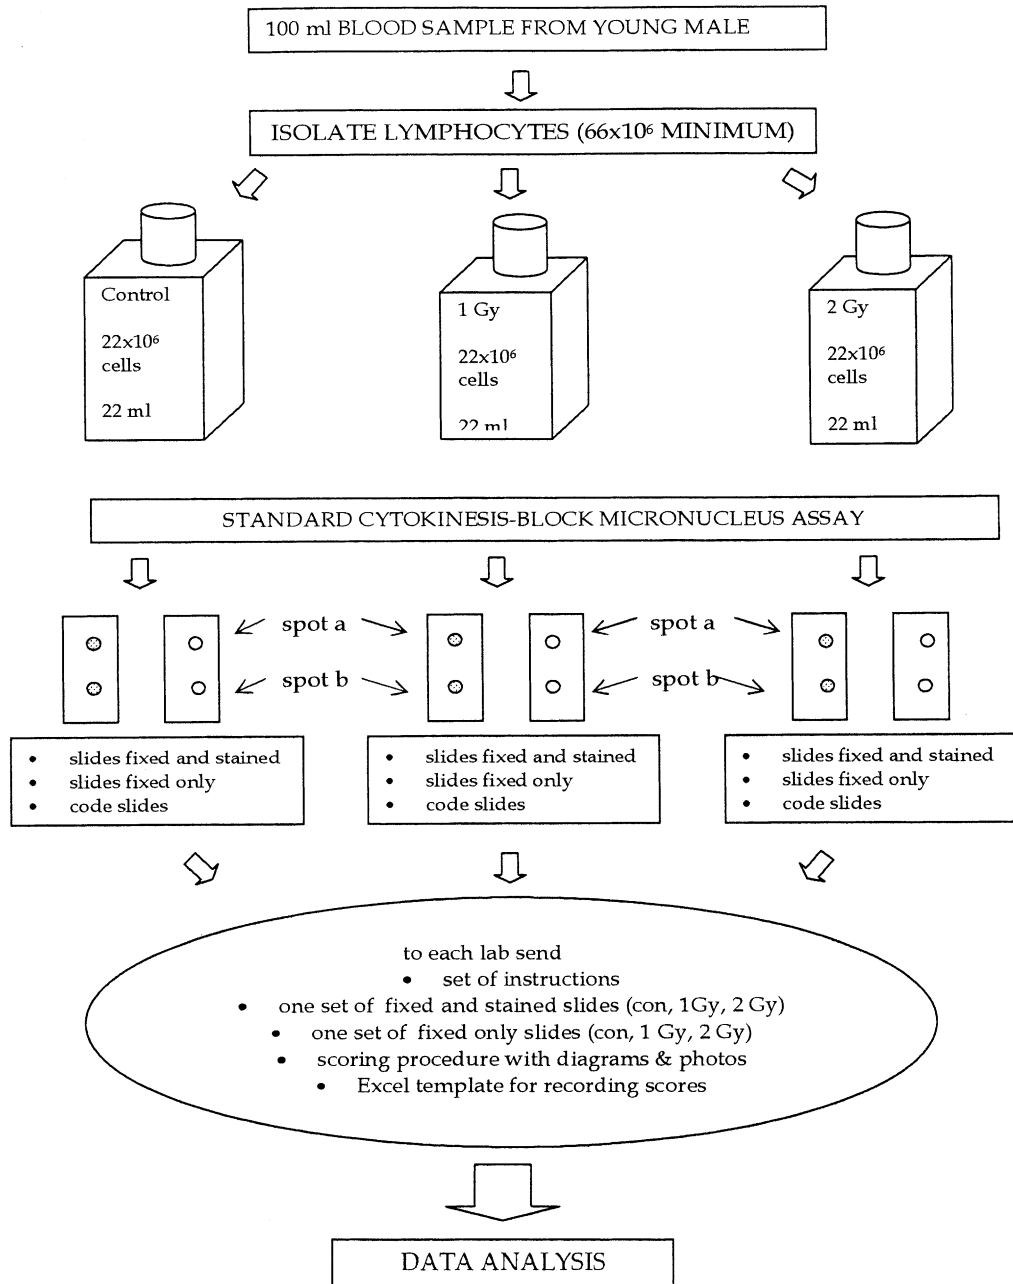 100 ml BLOOD SAMPLE FROM YOUNG MALE
ISOLATE LYMPHOCYTES (66x10⁶ MINIMUM)
Control
22x10⁶
cells
22 ml
1 Gy
22x10⁶
cells
22 ml
2 Gy
22x10⁶
cells
22 ml
STANDARD CYTOKINESIS-BLOCK MICRONUCLEUS ASSAY
spot a
spot a
spot b
spot b
• slides fixed and stained
• slides fixed only
• code slides
• slides fixed and stained
• slides fixed only
• code slides
• slides fixed and stained
• slides fixed only
• code slides
to each lab send
• set of instructions
• one set of fixed and stained slides (con, 1Gy, 2 Gy)
• one set of fixed only slides (con, 1 Gy, 2 Gy)
• scoring procedure with diagrams & photos
• Excel template for recording scores
DATA ANALYSIS